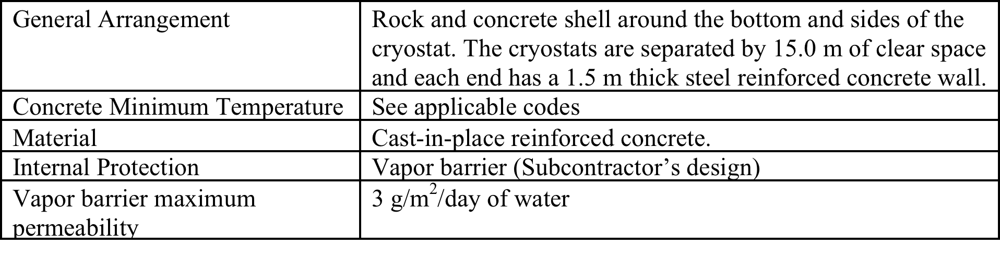 General Arrangement
Rock and concrete shell around the bottom and sides of the
cryostat. The cryostats are separated by 15.0 m of clear space
and each end has a 1.5 m thick steel reinforced concrete wall.
Concrete Minimum Temperature
See applicable codes
Material
Cast-in-place reinforced concrete.
Internal Protection
Vapor barrier (Subcontractor’s design)
Vapor barrier maximum
permeability
3 g/m²/day of water